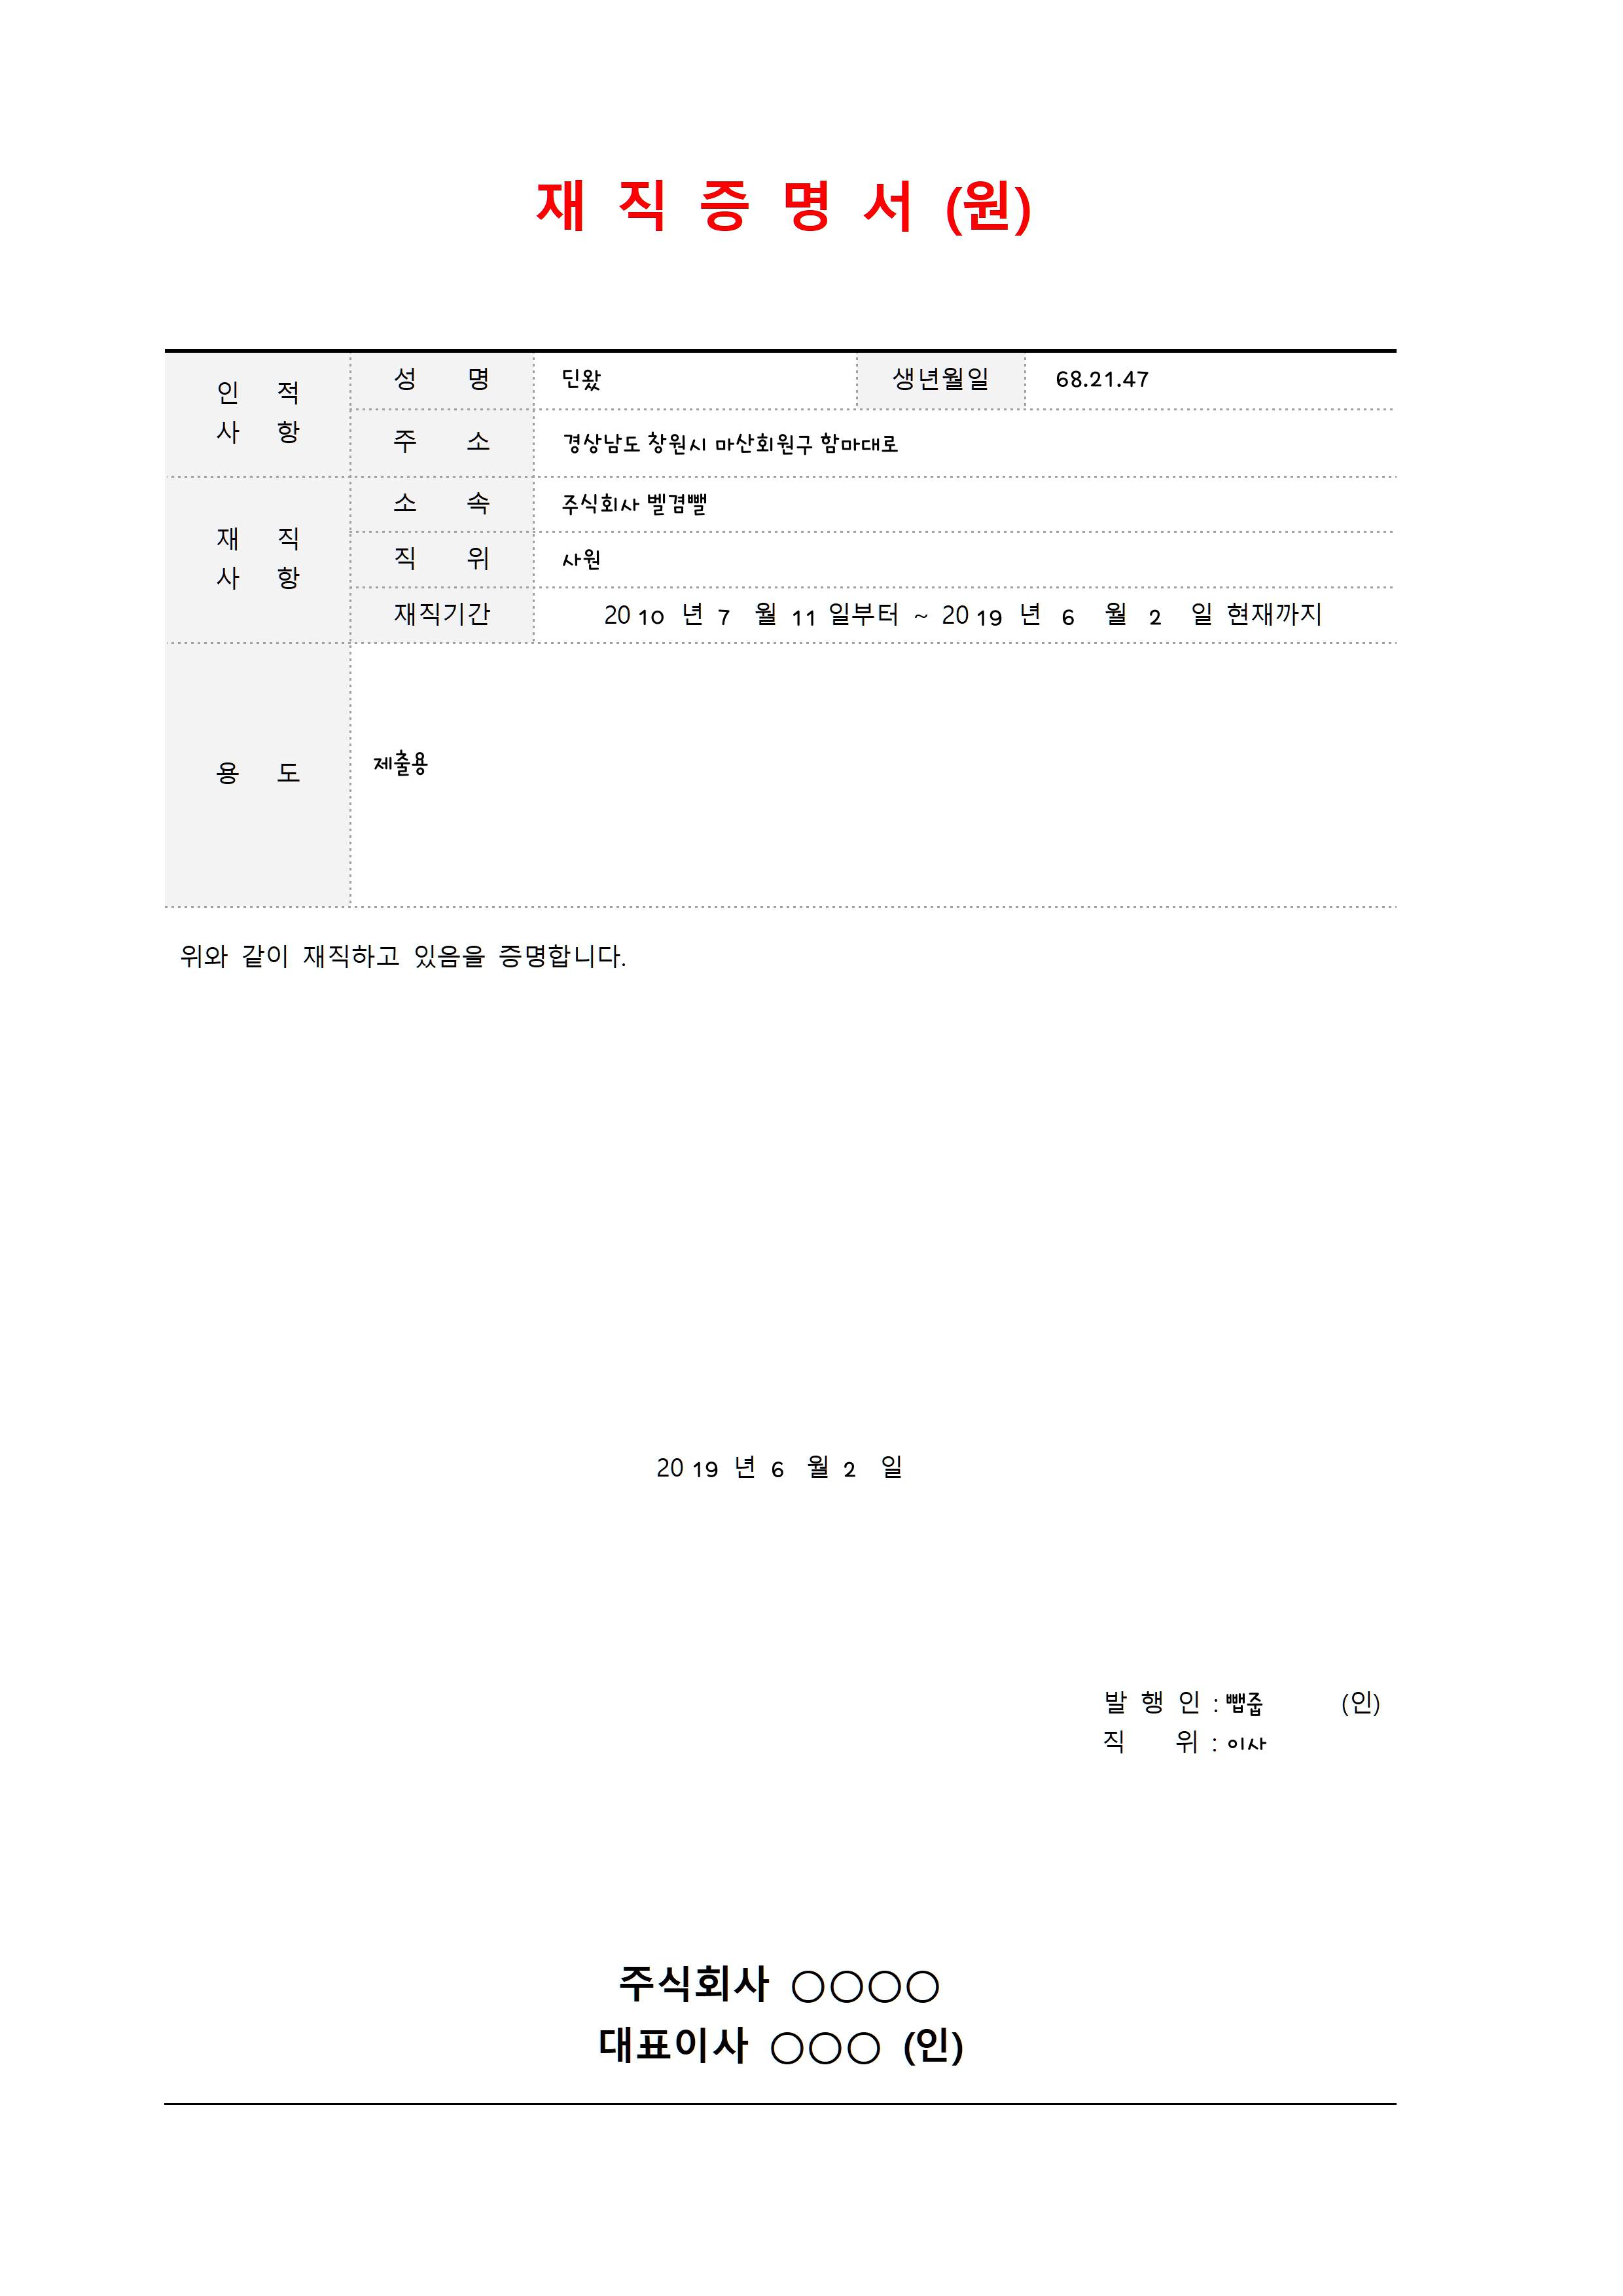 재 직 증 명 서 (원)
인 적 사 항
성 명 딘왔 생년월일 68.21.47
주 소 경상남도 창원시 마산회원구 함마대로
재 직 사 항
소 속 주식회사 벨겸뺄
직 위 사원
재직기간 2010 년 7 월 11 일부터 ~ 2019 년 6 월 2 일 현재까지
용 도 제출용
위와 같이 재직하고 있음을 증명합니다.
2019 년 6 월 2 일
발 행 인 : 뺍줍 (인)
직 위 : 이사
주식회사 ○○○○
대표이사 ○○○ (인)